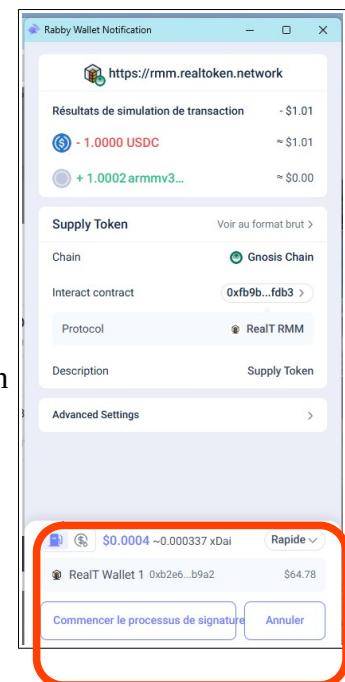 Rabby Wallet Notification
https://rmm.realtoken.network
Résultats de simulation de transaction - $1.01
- 1.0000 USDC ≈ $1.01
+ 1.0002 armmv3... ≈ $0.00
Supply Token Voir au format brut >
Chain Gnosis Chain
Interact contract 0xfb9b...fdb3 >
Protocol RealT RMM
Description Supply Token
Advanced Settings >
$0.0004 ~0.000337 xDai Rapide
RealT Wallet 1 0xb2e6...b9a2 $64.78
Commencer le processus de signature Annuler